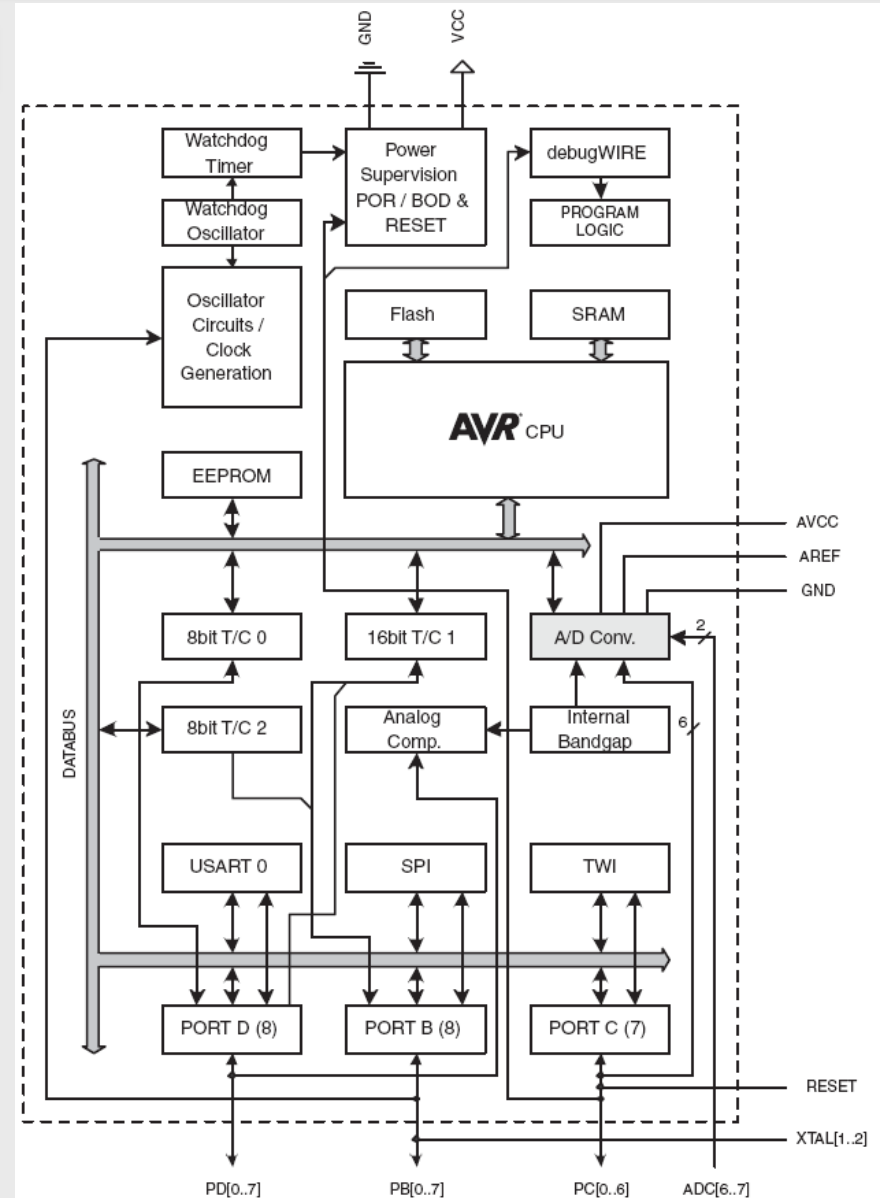 GND
VCC
Watchdog
Timer
Power
Supervision
POR / BOD &
RESET
debugWIRE
Watchdog
Oscillator
PROGRAM
LOGIC
Oscillator
Circuits /
Clock
Generation
Flash
SRAM
AVR® CPU
EEPROM
AVCC
AREF
GND
8bit T/C 0
16bit T/C 1
A/D Conv.
2
8bit T/C 2
Analog
Comp.
Internal
Bandgap
6
DATABUS
USART 0
SPI
TWI
PORT D (8)
PORT B (8)
PORT C (7)
RESET
XTAL[1..2]
PD[0..7]
PB[0..7]
PC[0..6]
ADC[6..7]